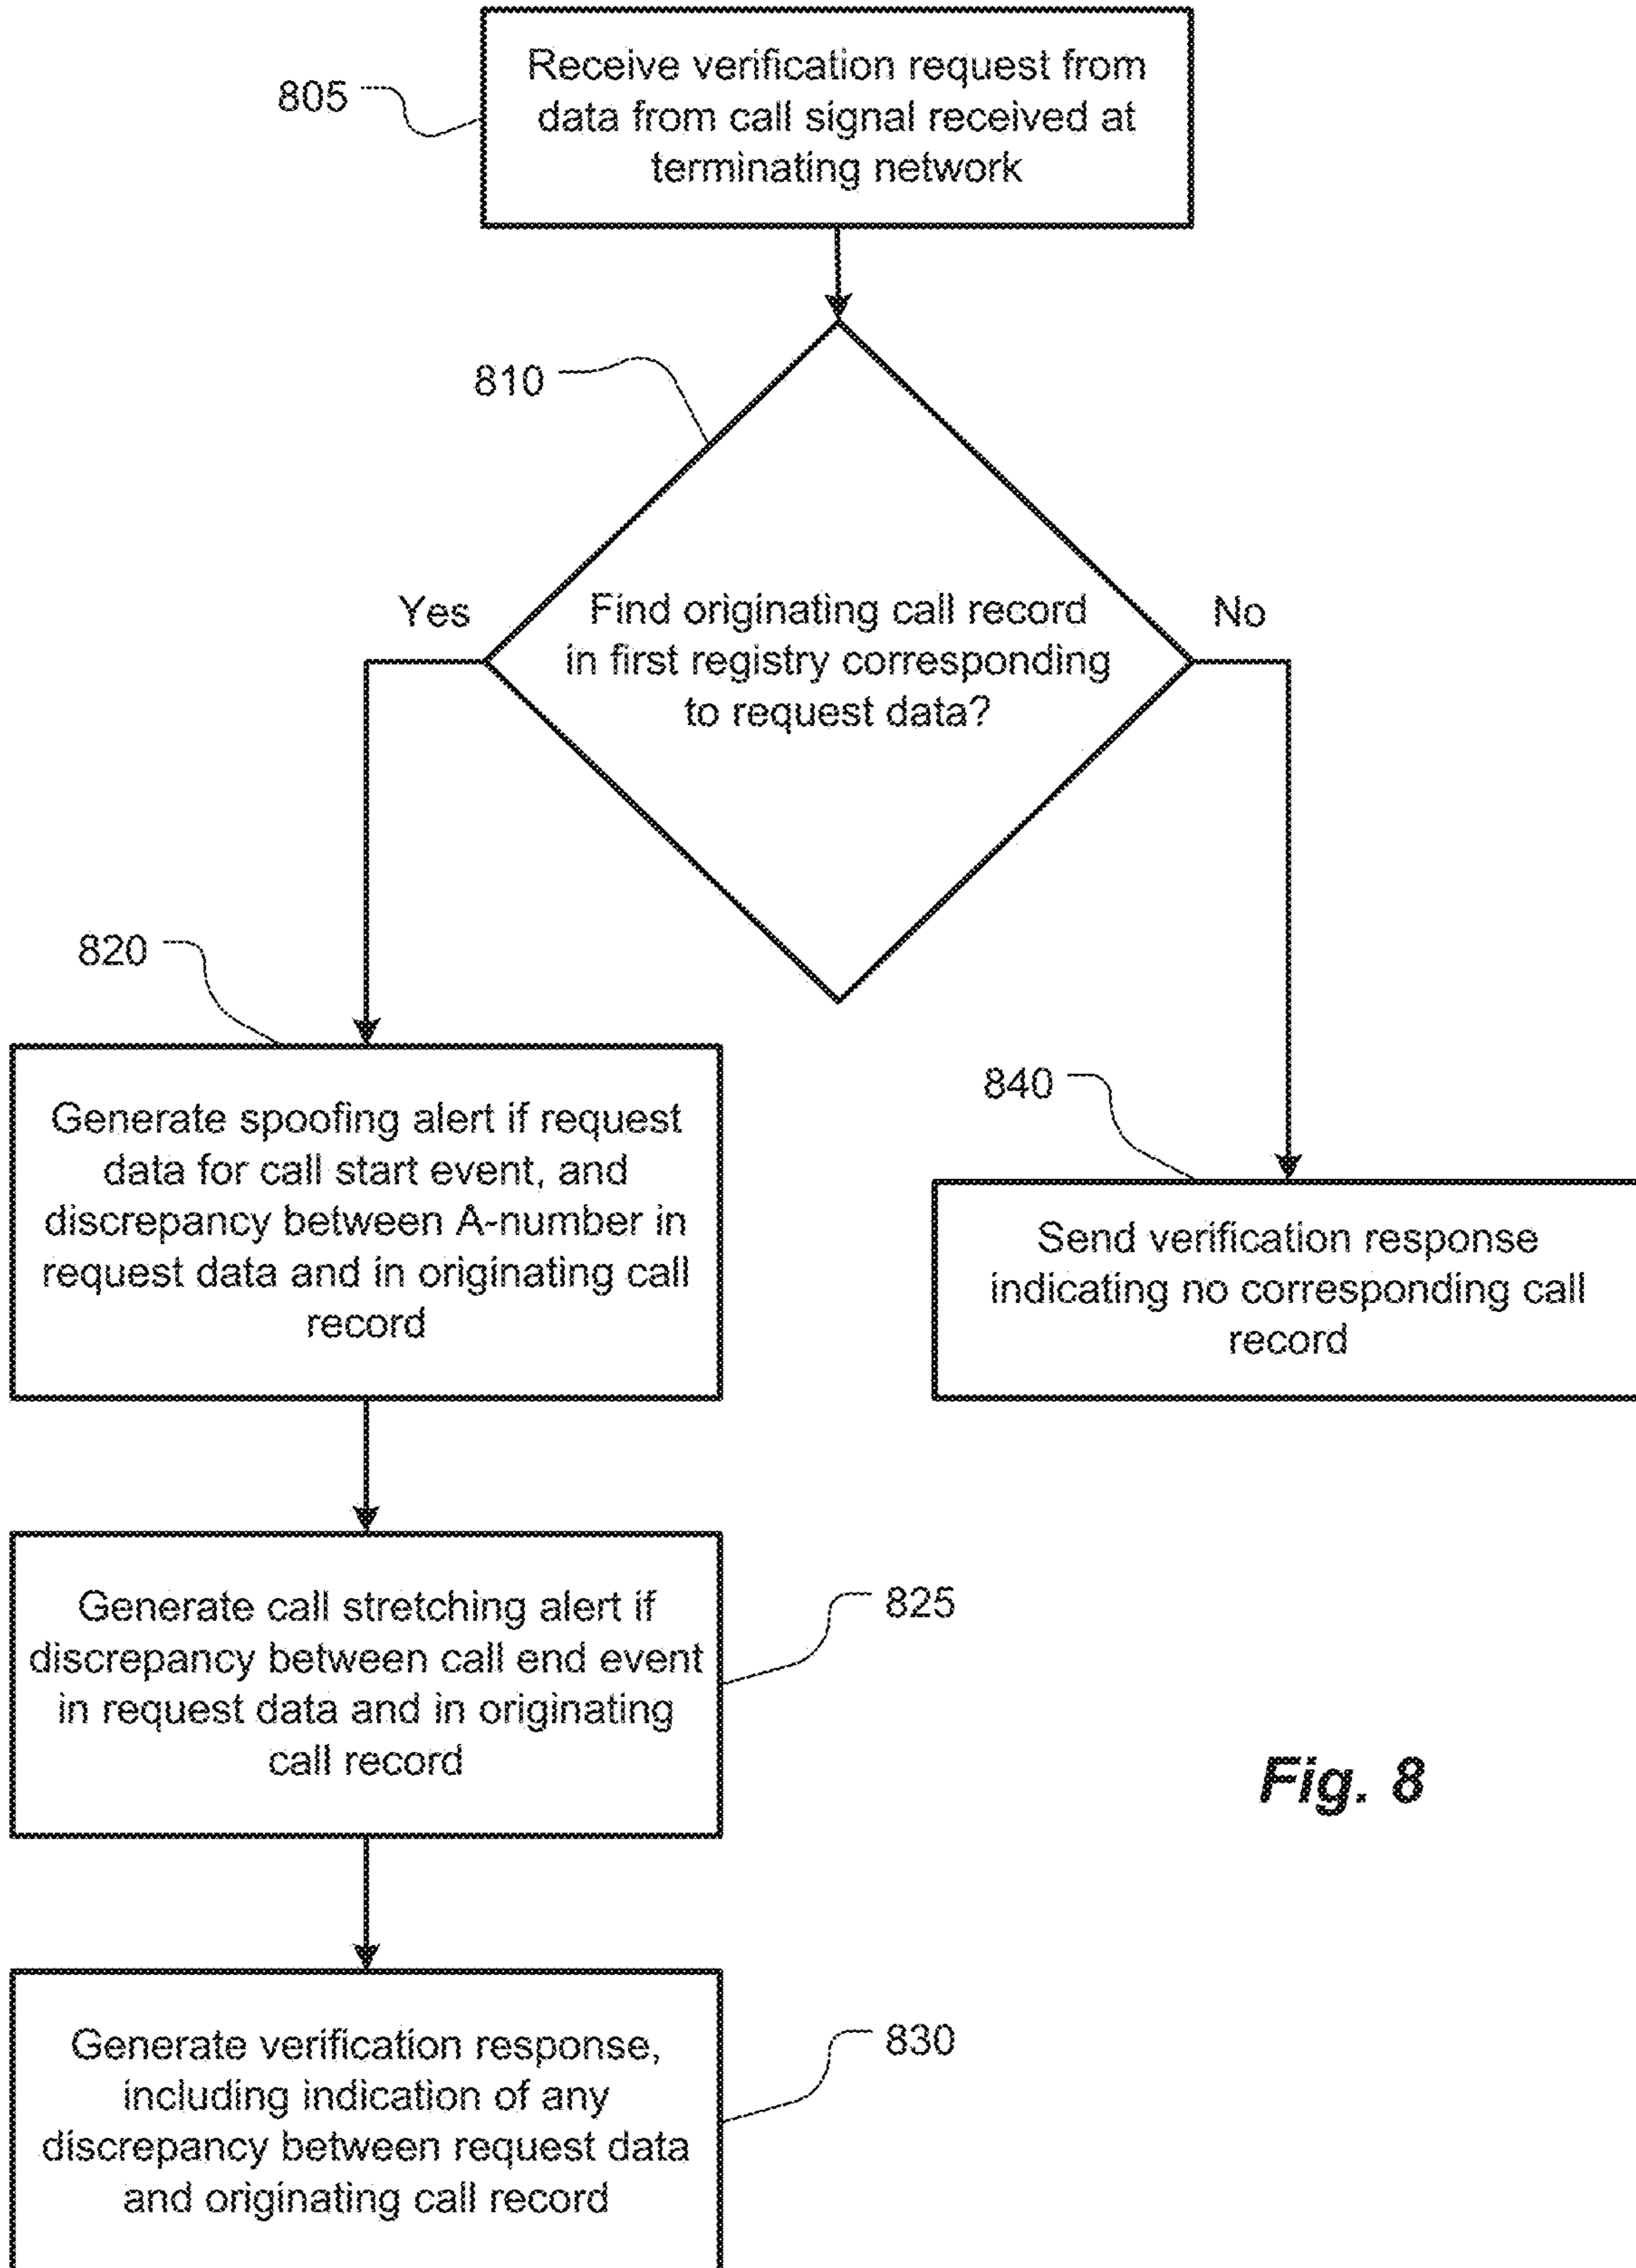 805
Receive verification request from
data from call signal received at
terminating network
810
Yes
Find originating call record
in first registry corresponding
to request data?
No
820
Generate spoofing alert if request
data for call start event, and
discrepancy between A-number in
request data and in originating call
record
840
Send verification response
indicating no corresponding call
record
Generate call stretching alert if
discrepancy between call end event
in request data and in originating
call record
825
Fig. 8
Generate verification response,
including indication of any
discrepancy between request data
and originating call record
830